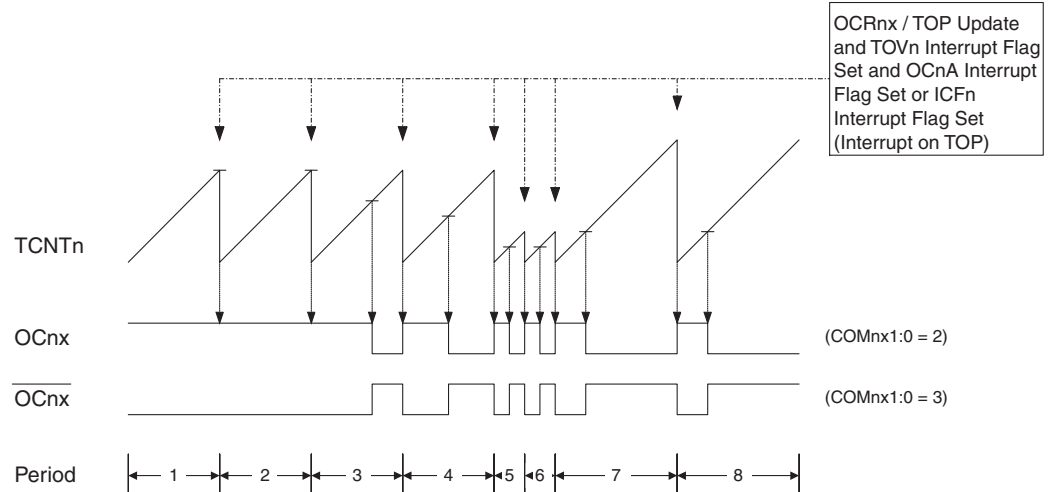 OCRnx / TOP Update
and TOVn Interrupt Flag
Set and OCnA Interrupt
Flag Set or ICFn
Interrupt Flag Set
(Interrupt on TOP)
TCNTn
OCnx
(COMnx1:0 = 2)
OCnx
(COMnx1:0 = 3)
Period
1 2 3 4 5 6 7 8